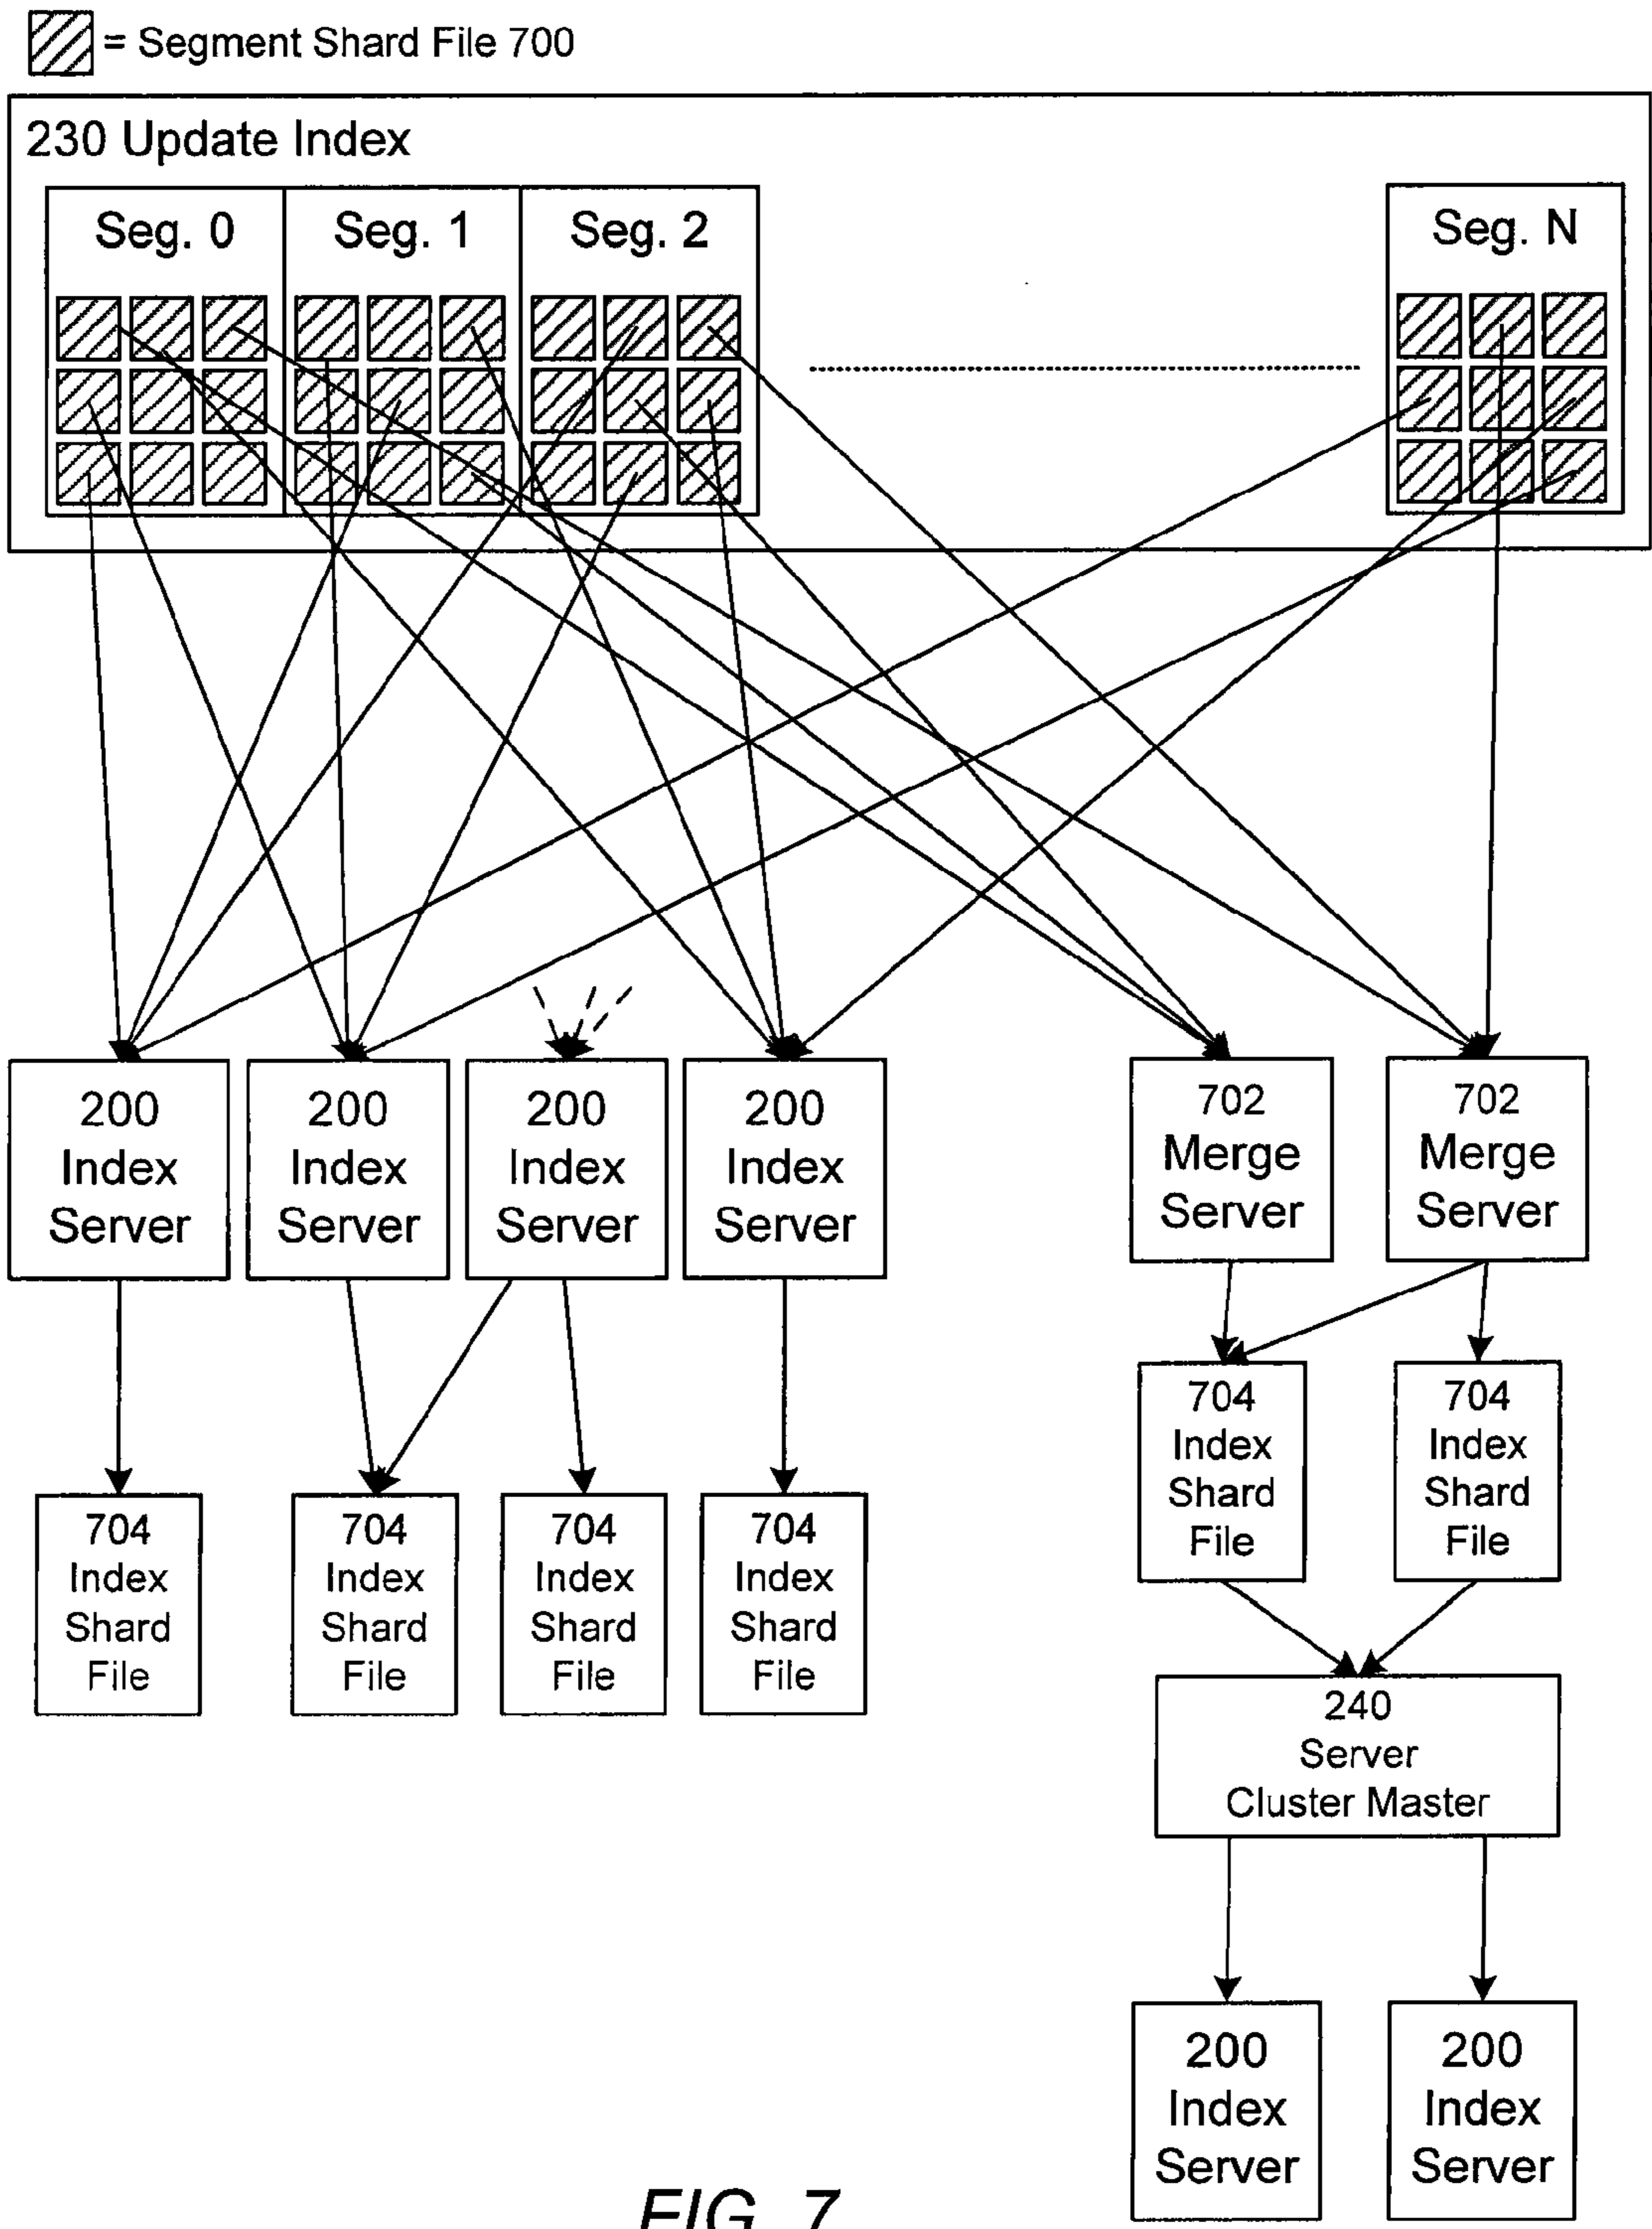 = Segment Shard File 700
230 Update Index
Seg. 0
Seg. 1
Seg. 2
Seg. N
200
Index
Server
200
Index
Server
200
Index
Server
200
Index
Server
702
Merge
Server
702
Merge
Server
704
Index
Shard
File
704
Index
Shard
File
704
Index
Shard
File
704
Index
Shard
File
704
Index
Shard
File
704
Index
Shard
File
240
Server
Cluster Master
200
Index
Server
200
Index
Server
FIG. 7